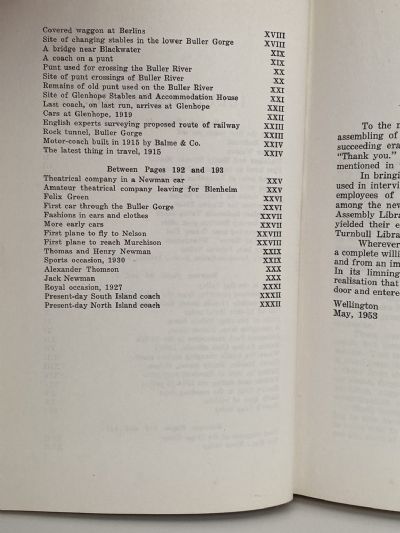 Covered waggon at Berlins XVIII
Site of changing stables in the lower Buller Gorge XVIII
A bridge near Blackwater XIX
A coach on a punt XIX
Punt used for crossing the Buller River XX
Site of punt crossings of Buller River XX
Remains of old punt used on the Buller River XXI
Site of Glenhope Stables and Accommodation House XXI
Last coach, on last run, arrives at Glenhope XXII
Cars at Glenhope, 1919 XXII
English experts surveying proposed route of railway XXIII
Rock tunnel, Buller Gorge XXIII
Motor-coach built in 1915 by Balme & Co. XXIV
The latest thing in travel, 1915 XXIV
Between Pages 192 and 193
Theatrical company in a Newman car XXV
Amateur theatrical company leaving for Blenheim XXV
Felix Green XXVI
First car through the Buller Gorge XXVI
Fashions in cars and clothes XXVII
More early cars XXVII
First plane to fly to Nelson XXVIII
First plane to reach Murchison XXVIII
Thomas and Henry Newman XXIX
Sports occasion, 1930 XXIX
Alexander Thomson XXX
Jack Newman XXX
Royal occasion, 1927 XXXI
Present-day South Island coach XXXII
Present-day North Island coach XXXII
To the m
assembling of
succeeding era
"Thank you."
mentioned in
In bringi
used in intervi
employees of
among the new
Assembly Libra
yielded their e
Turnbull Libra
Wherever
a complete willi
and from an im
In its limning
realisation that
door and entere
Wellington
May, 1953